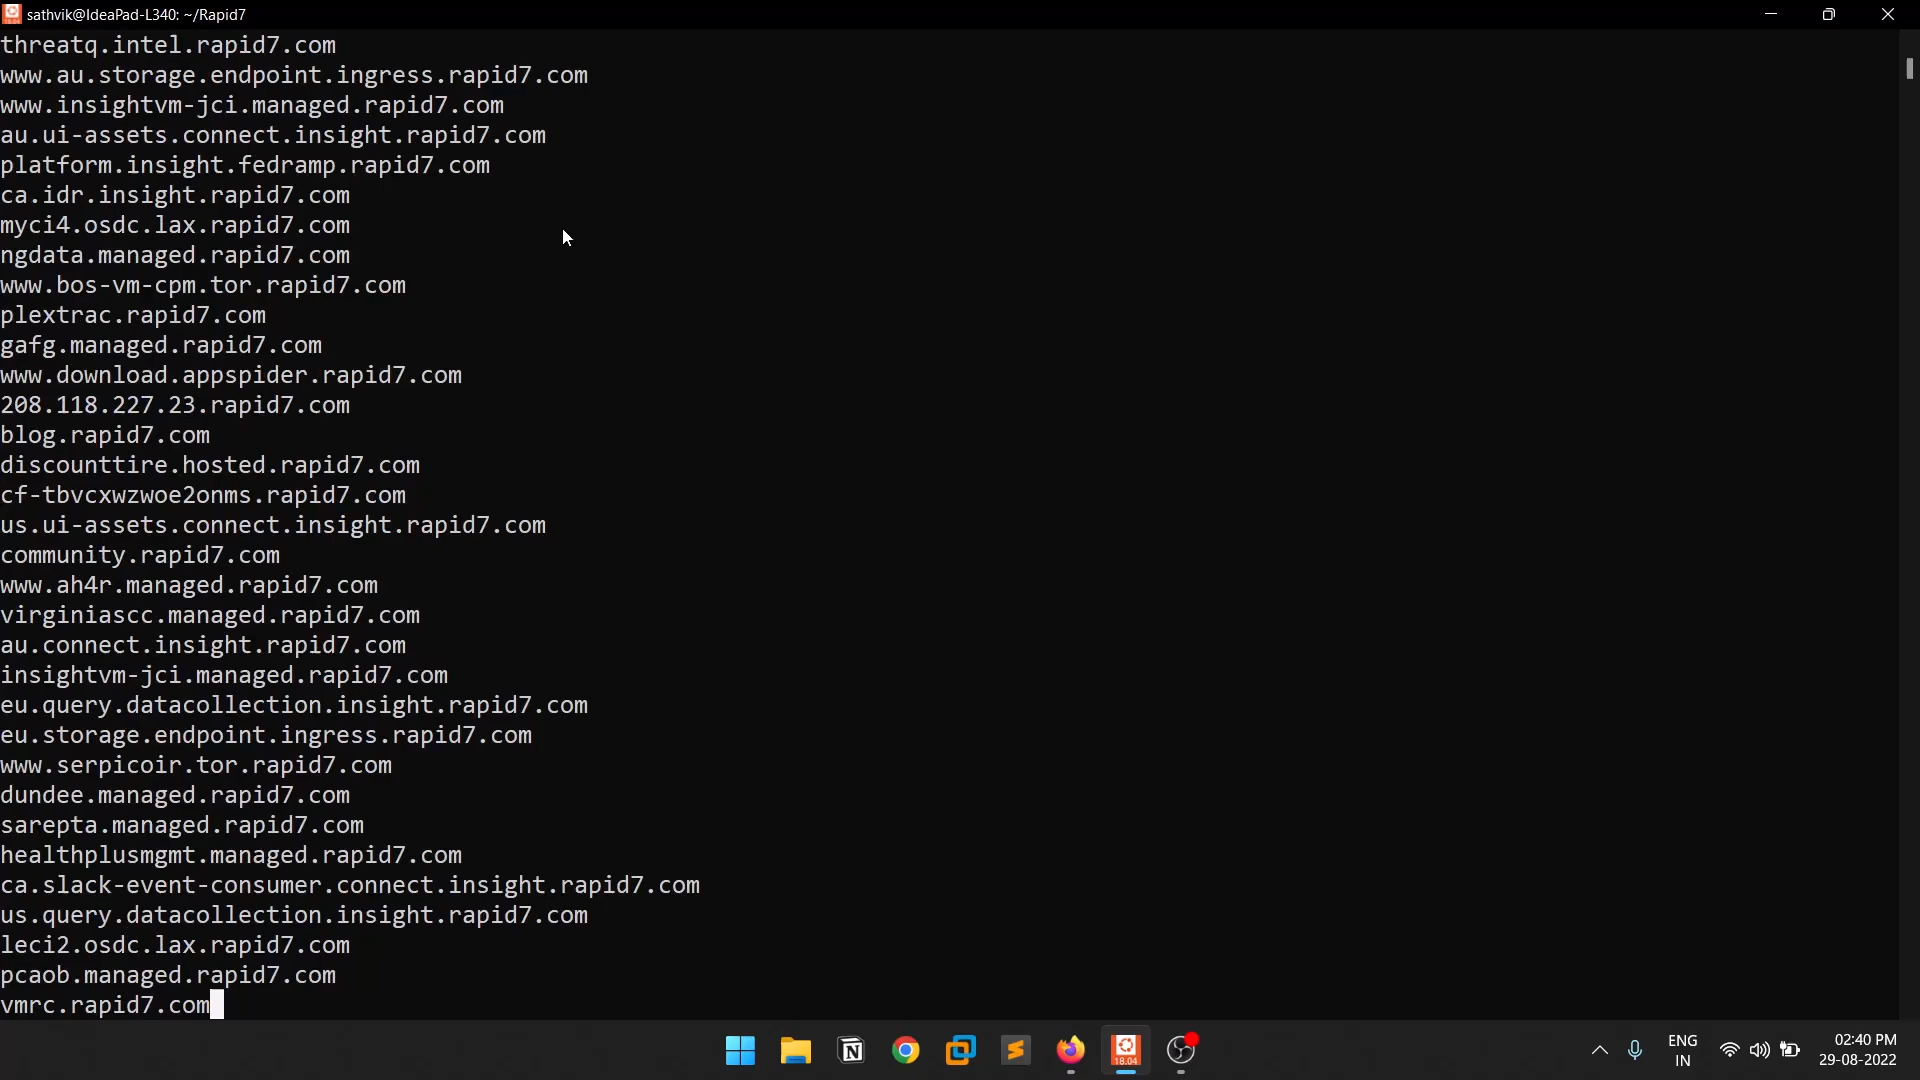 sathvik@IdeaPad-L340: ~/Rapid7
threatq.intel.rapid7.com
www.au.storage.endpoint.ingress.rapid7.com
www.insightvm-jci.managed.rapid7.com
au.ui-assets.connect.insight.rapid7.com
platform.insight.fedramp.rapid7.com
ca.idr.insight.rapid7.com
myci4.osdc.lax.rapid7.com
ngdata.managed.rapid7.com
www.bos-vm-cpm.tor.rapid7.com
plextrac.rapid7.com
gafg.managed.rapid7.com
www.download.appspider.rapid7.com
208.118.227.23.rapid7.com
blog.rapid7.com
discounttire.hosted.rapid7.com
cf-tbvcxwzwoe2onms.rapid7.com
us.ui-assets.connect.insight.rapid7.com
community.rapid7.com
www.ah4r.managed.rapid7.com
virginiascc.managed.rapid7.com
au.connect.insight.rapid7.com
insightvm-jci.managed.rapid7.com
eu.query.datacollection.insight.rapid7.com
eu.storage.endpoint.ingress.rapid7.com
www.serpicoir.tor.rapid7.com
dundee.managed.rapid7.com
sarepta.managed.rapid7.com
healthplusmgmt.managed.rapid7.com
ca.slack-event-consumer.connect.insight.rapid7.com
us.query.datacollection.insight.rapid7.com
leci2.osdc.lax.rapid7.com
pcaob.managed.rapid7.com
vmrc.rapid7.com
18.04
ENG
IN
02:40 PM
29-08-2022